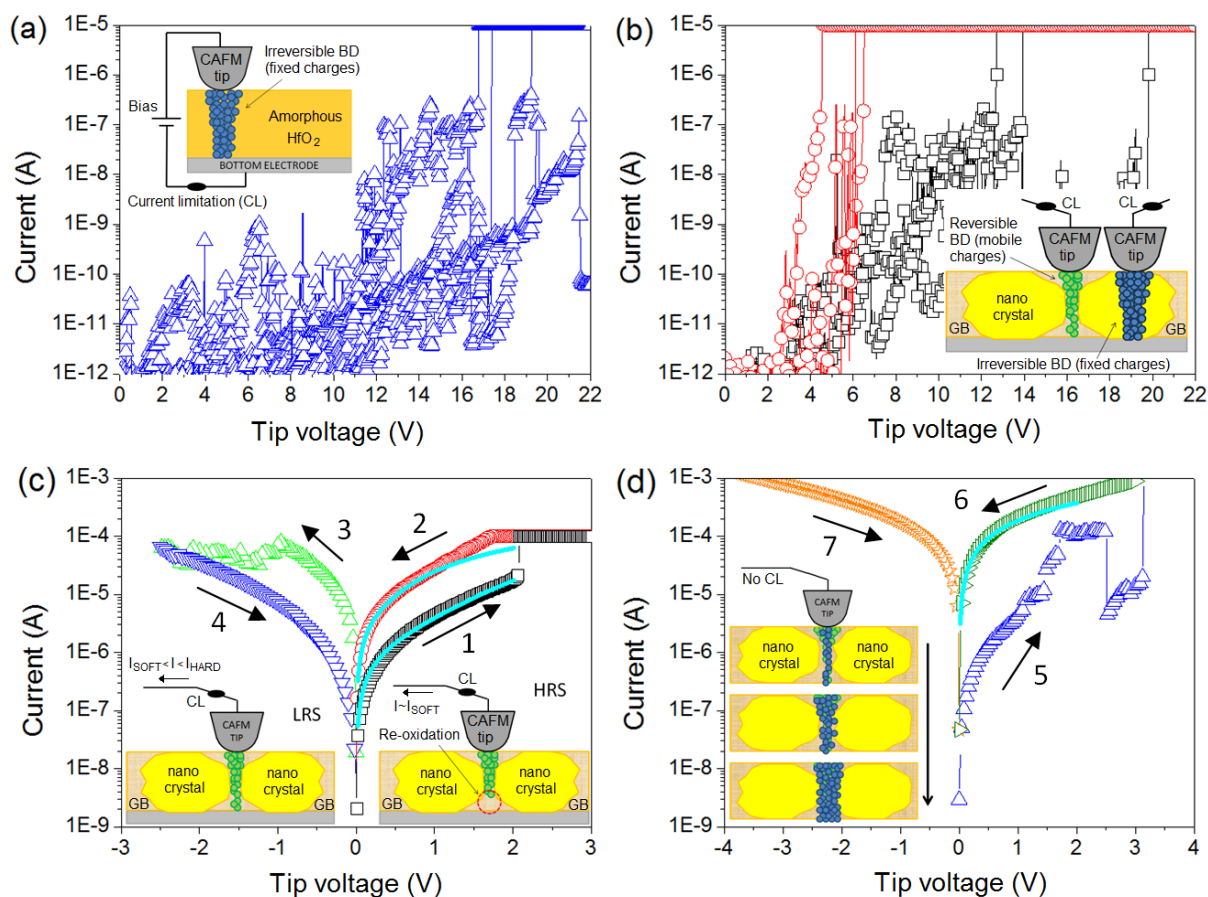 (a)
1E-5
1E-6
1E-7
1E-8
1E-9
1E-10
1E-11
1E-12
Current (A)
0 2 4 6 8 10 12 14 16 18 20 22
Tip voltage (V)
CAFM
tip
Irreversible BD
(fixed charges)
Bias
Amorphous
HfO2
BOTTOM ELECTRODE
Current limitation (CL)
(b)
1E-5
1E-6
1E-7
1E-8
1E-9
1E-10
1E-11
1E-12
Current (A)
0 2 4 6 8 10 12 14 16 18 20 22
Tip voltage (V)
CL
CL
Reversible
BD (mobile
charges)
CAFM
tip
CAFM
tip
nano
crystal
GB
GB
Irreversible BD (fixed charges)
(c)
1E-3
1E-4
1E-5
1E-6
1E-7
1E-8
1E-9
Current (A)
-3 -2 -1 0 1 2 3
Tip voltage (V)
3
2
4
1
ISOFT<I<IHARD
CL
LRS
CAFM
TIP
nano
crystal
nano
crystal
GB
GB
HRS
CL
I~ISOFT
Re-oxidation
CAFM
tip
nano
crystal
nano
crystal
GB
GB
(d)
1E-3
1E-4
1E-5
1E-6
1E-7
1E-8
1E-9
Current (A)
-4 -3 -2 -1 0 1 2 3 4
Tip voltage (V)
6
7
5
No CL
CAFM
TIP
nano
crystal
nano
crystal
nano
crystal
nano
crystal
nano
crystal
nano
crystal